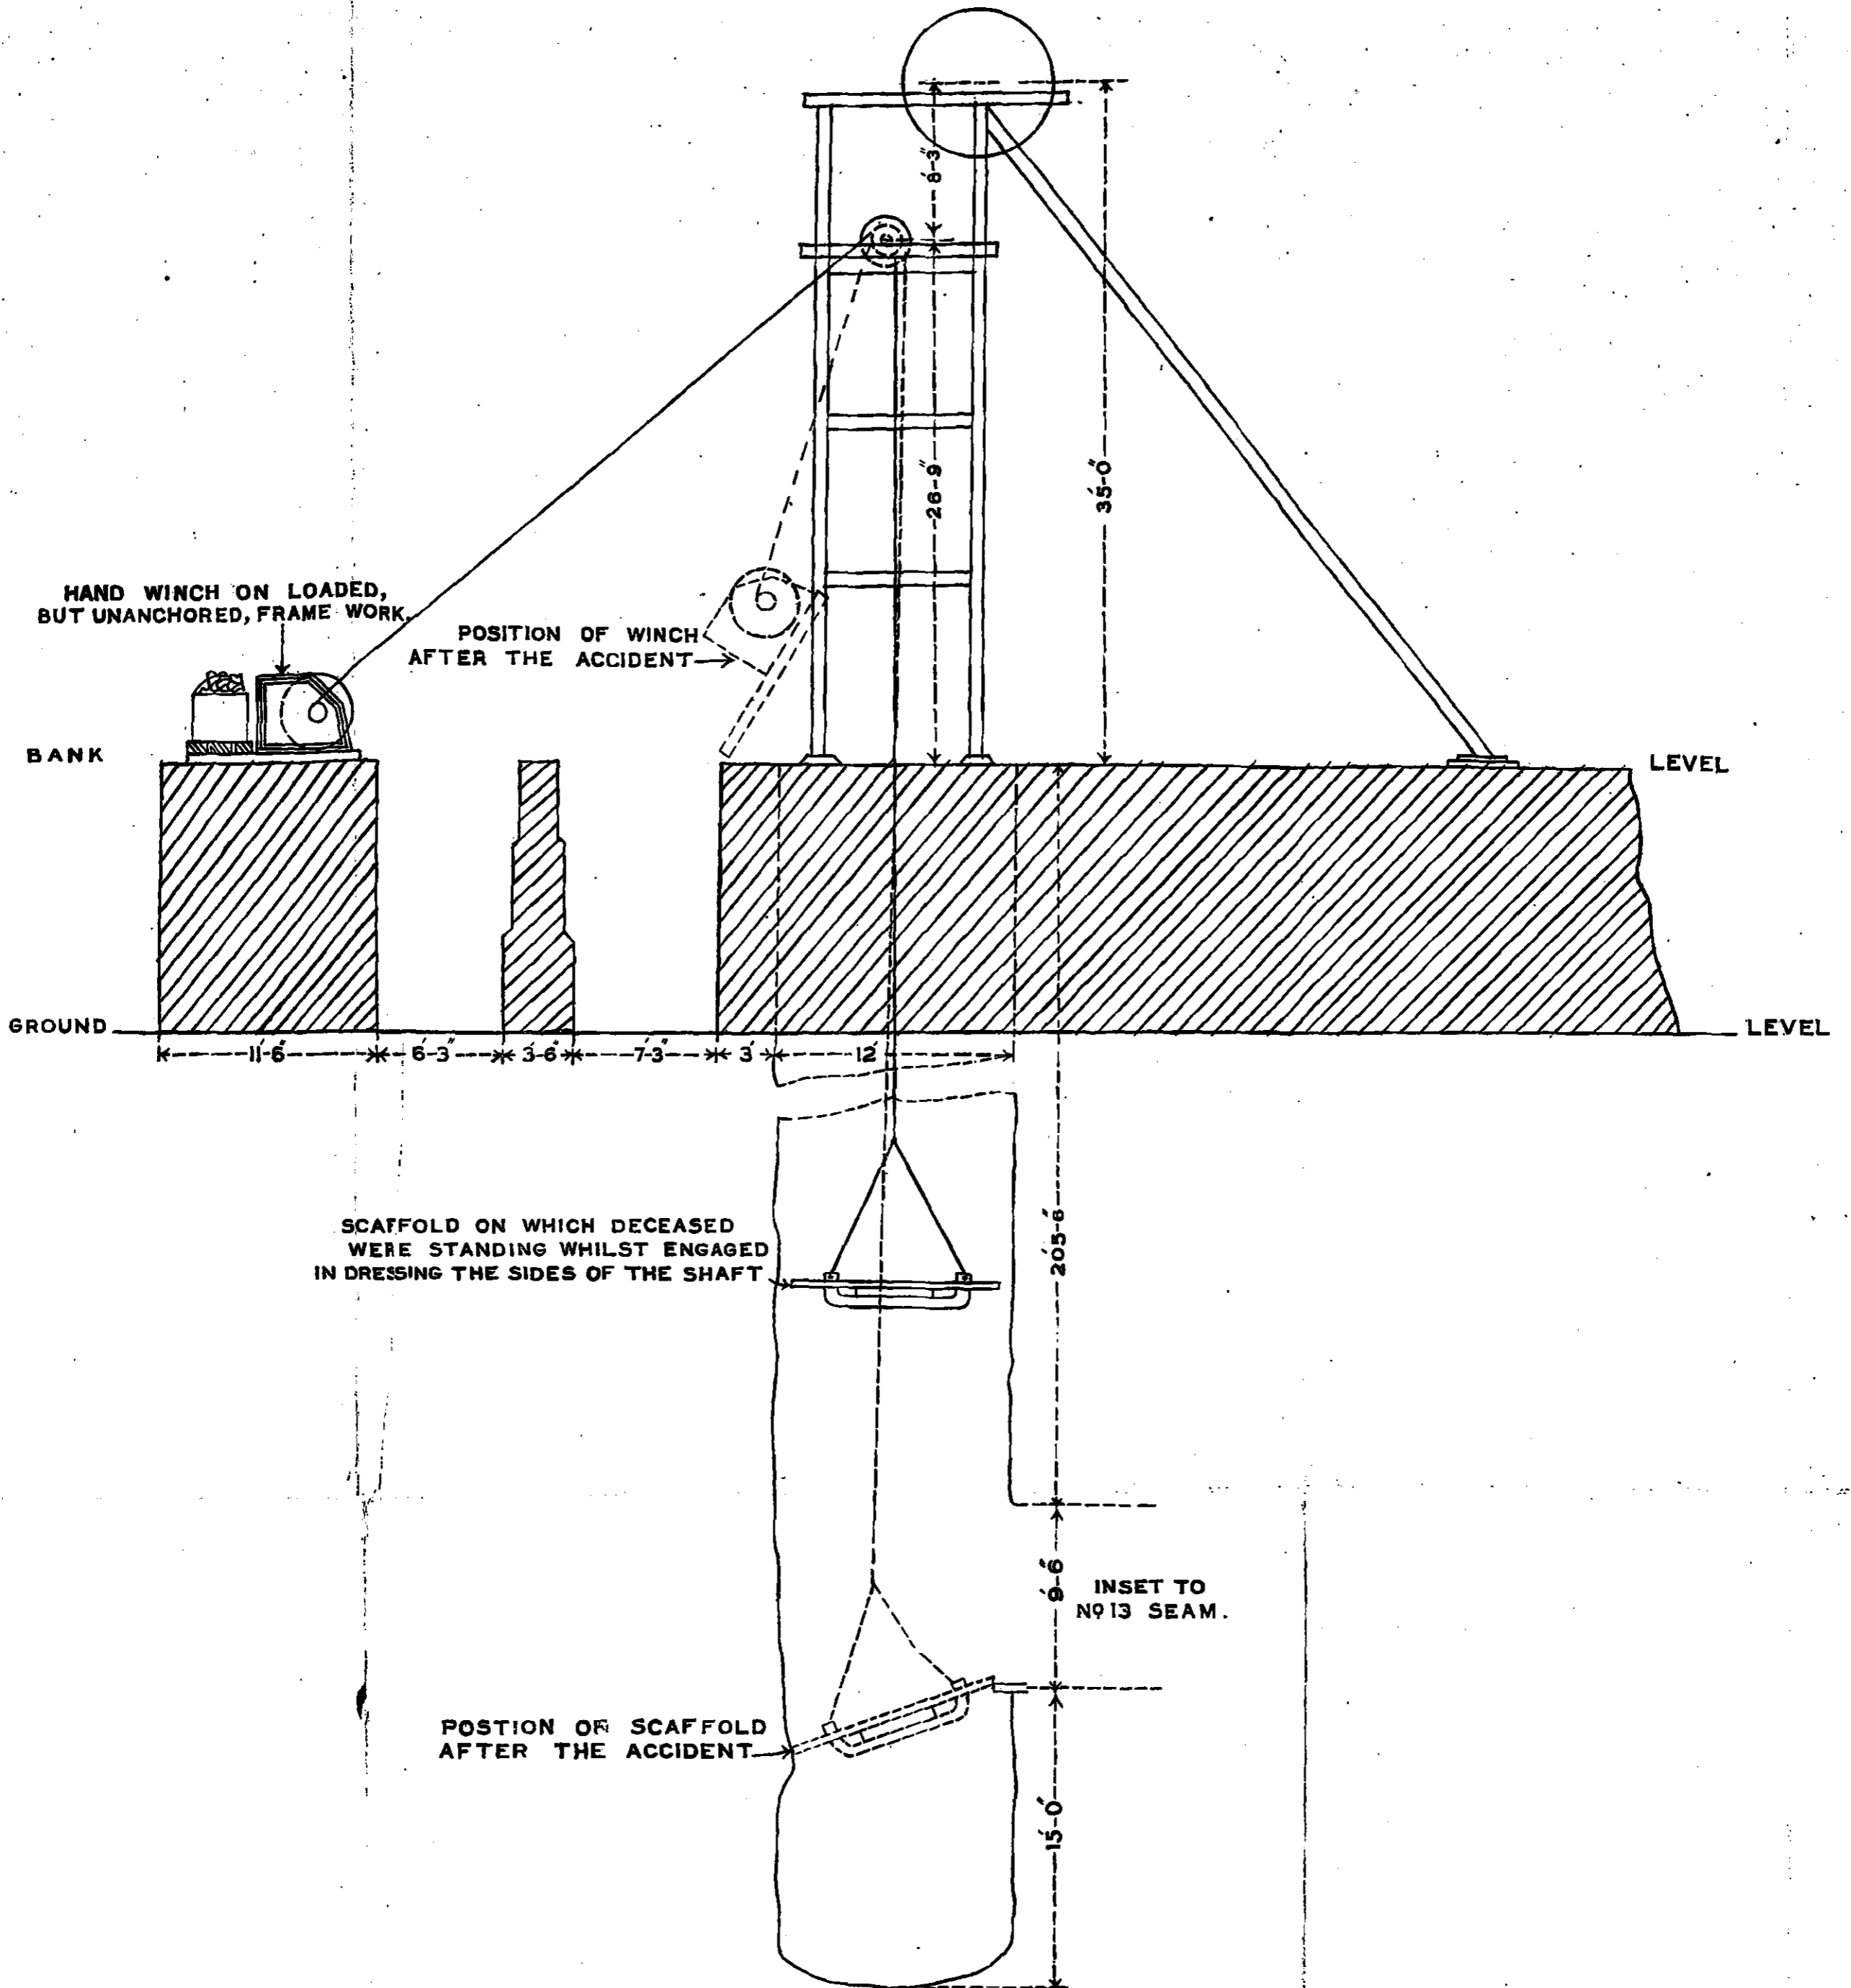 8'-3"
26'-9"
35'-0"
HAND WINCH ON LOADED,
BUT UNANCHORED, FRAME WORK.
POSITION OF WINCH
AFTER THE ACCIDENT
BANK
LEVEL
GROUND
LEVEL
11'-6"
6'-3"
3'-6"
7'-3"
3'
12'
SCAFFOLD ON WHICH DECEASED
WERE STANDING WHILST ENGAGED
IN DRESSING THE SIDES OF THE SHAFT
205'-6"
9'-6"
INSET TO
No 13 SEAM.
POSTION OF SCAFFOLD
AFTER THE ACCIDENT
15'-0"